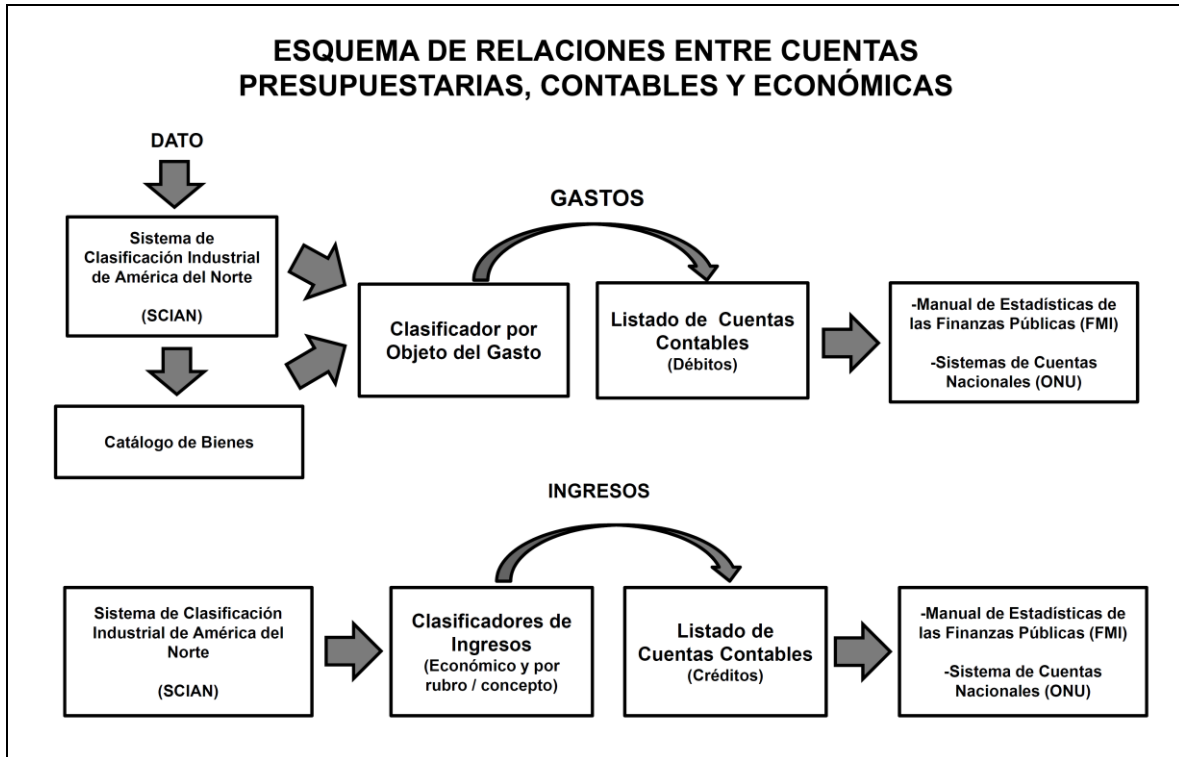 ESQUEMA DE RELACIONES ENTRE CUENTAS
PRESUPUESTARIAS, CONTABLES Y ECONÓMICAS
DATO
GASTOS
Sistema de
Clasificación Industrial
de América del Norte
(SCIAN)
Clasificador por
Objeto del Gasto
Listado de Cuentas
Contables
(Débitos)
-Manual de Estadísticas de
las Finanzas Públicas (FMI)
-Sistemas de Cuentas
Nacionales (ONU)
Catálogo de Bienes
INGRESOS
Sistema de Clasificación
Industrial de América del
Norte
(SCIAN)
Clasificadores de
Ingresos
(Económico y por
rubro / concepto)
Listado de
Cuentas Contables
(Créditos)
-Manual de Estadísticas de
las Finanzas Públicas (FMI)
-Sistema de Cuentas
Nacionales (ONU)